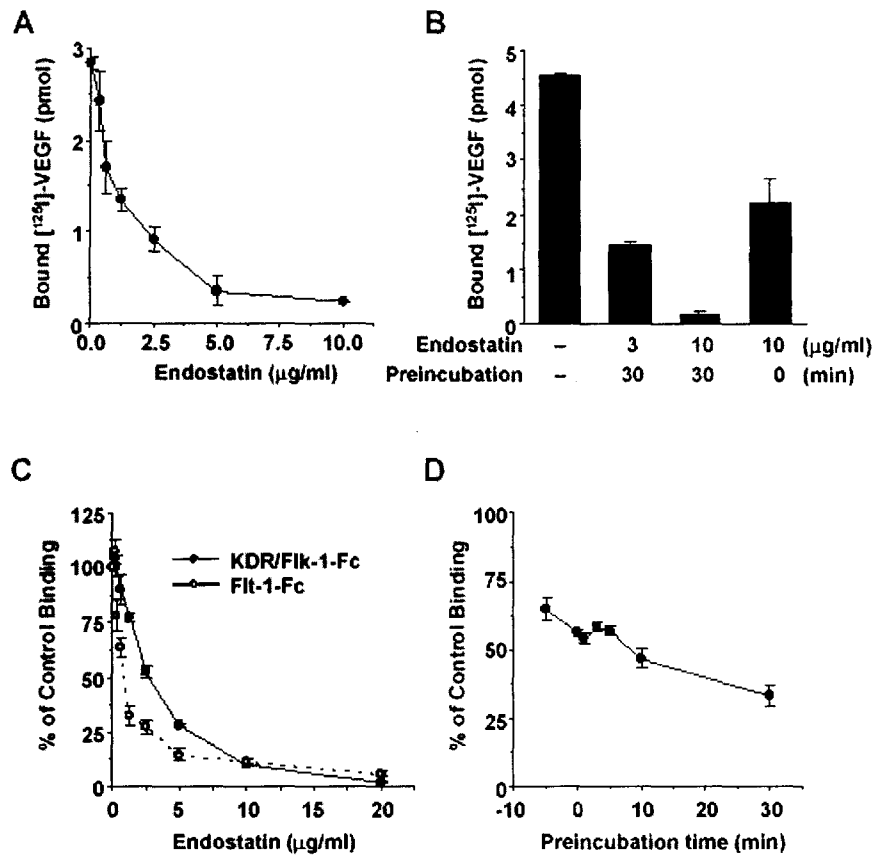 A
3
2
1
0
Bound [¹²⁵I]-VEGF (pmol)
0.0 2.5 5.0 7.5 10.0
Endostatin (μg/ml)
B
5
4
3
2
1
0
Bound [¹²⁵I]-VEGF (pmol)
Endostatin – 3 10 10 (μg/ml)
Preincubation – 30 30 0 (min)
C
125
100
75
50
25
0
% of Control Binding
KDR/Flk-1-Fc
Flt-1-Fc
0 5 10 15 20
Endostatin (μg/ml)
D
100
75
50
25
0
% of Control Binding
-10 0 10 20 30
Preincubation time (min)